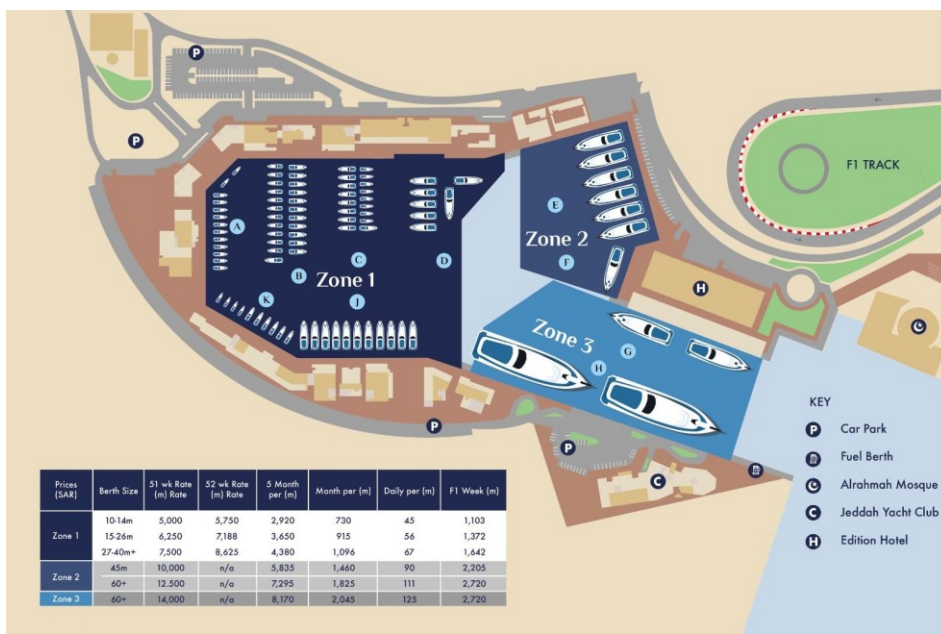 P
P
F1 TRACK
E
A
Zone 2
C
D
F
B
Zone 1
H
K
J
Zone 3
G
H
P
P
C
KEY
P Car Park
Fuel Berth
Alrahmah Mosque
C Jeddah Yacht Club
H Edition Hotel
Prices (SAR) Berth Size 51 wk Rate (m) Rate 52 wk Rate (m) Rate 5 Month per (m) Month per (m) Daily per (m) F1 Week (m)
Zone 1 10-14m 5,000 5,750 2,920 730 45 1,103
15-26m 6,250 7,188 3,650 915 56 1,372
27-40m+ 7,500 8,625 4,380 1,096 67 1,642
Zone 2 45m 10,000 n/a 5,835 1,460 90 2,205
60+ 12.500 n/a 7,295 1,825 111 2,720
Zone 3 60+ 14,000 n/a 8,170 2,045 125 2,720